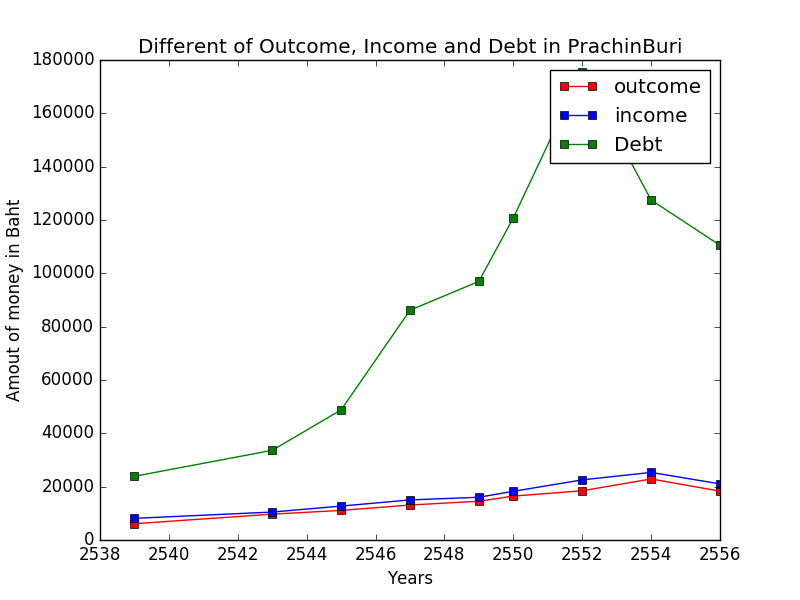 Different of Outcome, Income and Debt in PrachinBuri
180000
160000
140000
120000
100000
80000
60000
40000
20000
0
Amout of money in Baht
outcome
income
Debt
2538 2540 2542 2544 2546 2548 2550 2552 2554 2556
Years